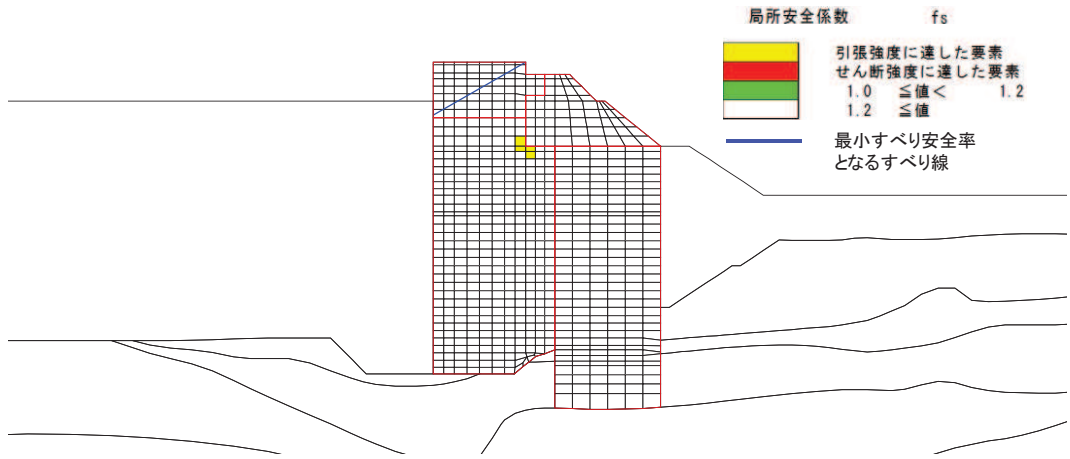 局所安全係数 fs
引張強度に達した要素
せん断強度に達した要素
1.0 ≦値< 1.2
1.2 ≦値
最小すべり安全率
となるすべり線